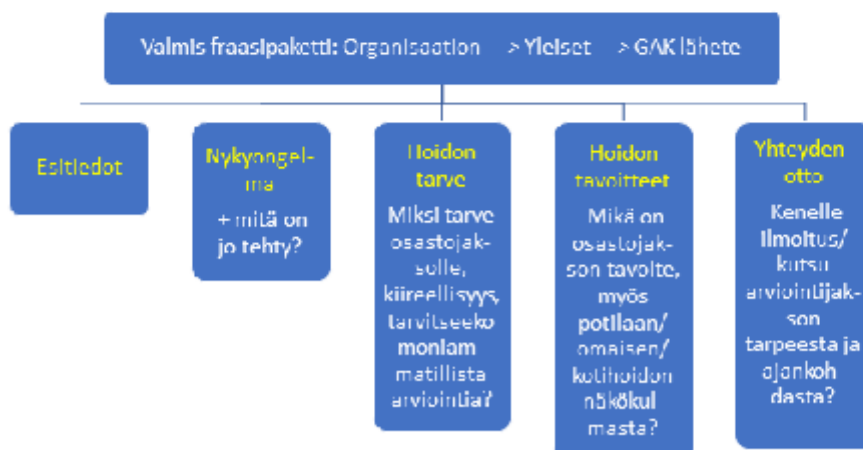 Valmis fraasipaketti: Organisaation > Yleiset > GAK lähete
Esitiedot
Nykyongel-
ma
+ mitä on
jo tehty?
Hoidon
tarve
Miksi tarve
osastojak-
solle,
kiireellisyys,
tarvitseeko
moniam
matillista
arviointia?
Hoidon
tavoitteet
Mikä on
osastojak-
son tavoite,
myös
potilaan/
omaisen/
kotihoidon
näkökul
masta?
Yhteyden
otto
Kenelle
ilmoitus/
kutsu
arviointijak-
son
tarpeesta ja
ajankoh
dasta?